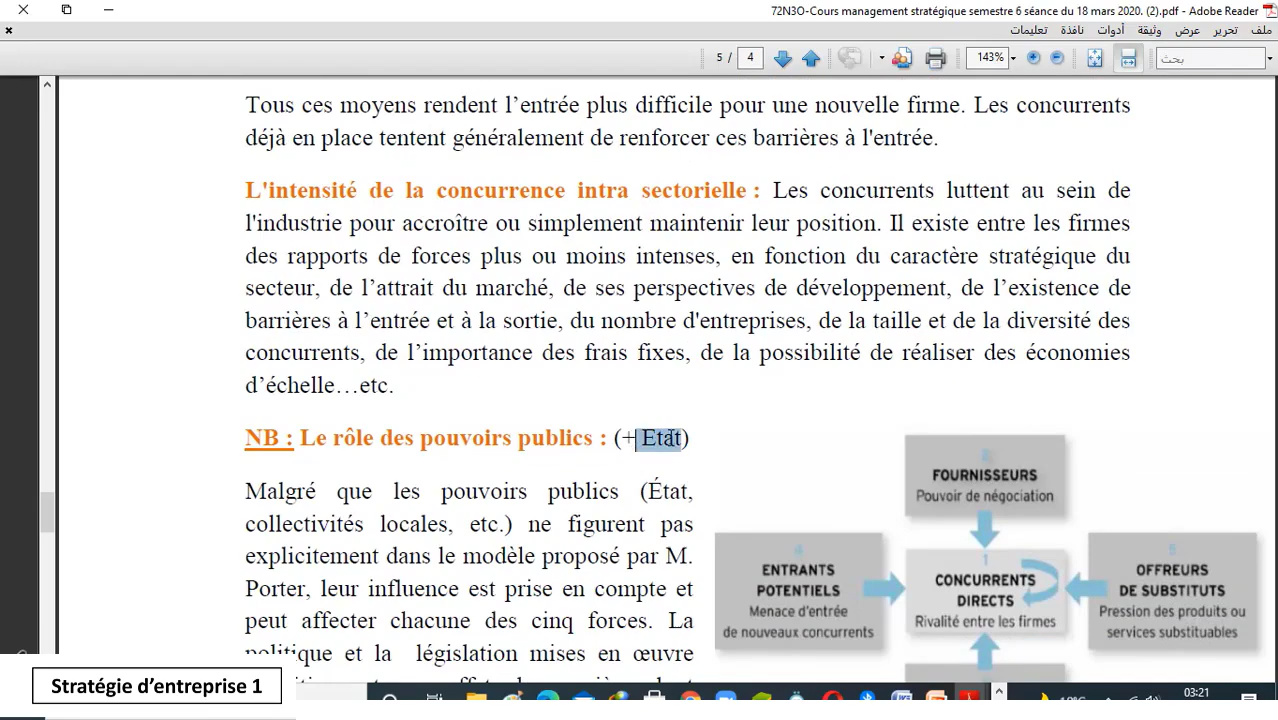 72N3O-Cours management stratégique semestre 6 séance du 18 mars 2020. (2).pdf - Adobe Reader
ملف تحرير عرض وثيقة أدوات نافذة تعليمات
5 / 4 143% بحث
Tous ces moyens rendent l’entrée plus difficile pour une nouvelle firme. Les concurrents
déjà en place tentent généralement de renforcer ces barrières à l'entrée.
L'intensité de la concurrence intra sectorielle : Les concurrents luttent au sein de
l'industrie pour accroître ou simplement maintenir leur position. Il existe entre les firmes
des rapports de forces plus ou moins intenses, en fonction du caractère stratégique du
secteur, de l’attrait du marché, de ses perspectives de développement, de l’existence de
barrières à l’entrée et à la sortie, du nombre d'entreprises, de la taille et de la diversité des
concurrents, de l’importance des frais fixes, de la possibilité de réaliser des économies
d’échelle…etc.
NB : Le rôle des pouvoirs publics : (+ Etat)
Malgré que les pouvoirs publics (État,
collectivités locales, etc.) ne figurent pas
explicitement dans le modèle proposé par M.
Porter, leur influence est prise en compte et
peut affecter chacune des cinq forces. La
politique et la législation mises en œuvre
FOURNISSEURS
Pouvoir de négociation
4
ENTRANTS
POTENTIELS
Menace d’entrée
de nouveaux concurrents
1
CONCURRENTS
DIRECTS
Rivalité entre les firmes
5
OFFREURS
DE SUBSTITUTS
Pression des produits ou
services substituables
Stratégie d’entreprise 1
03:21